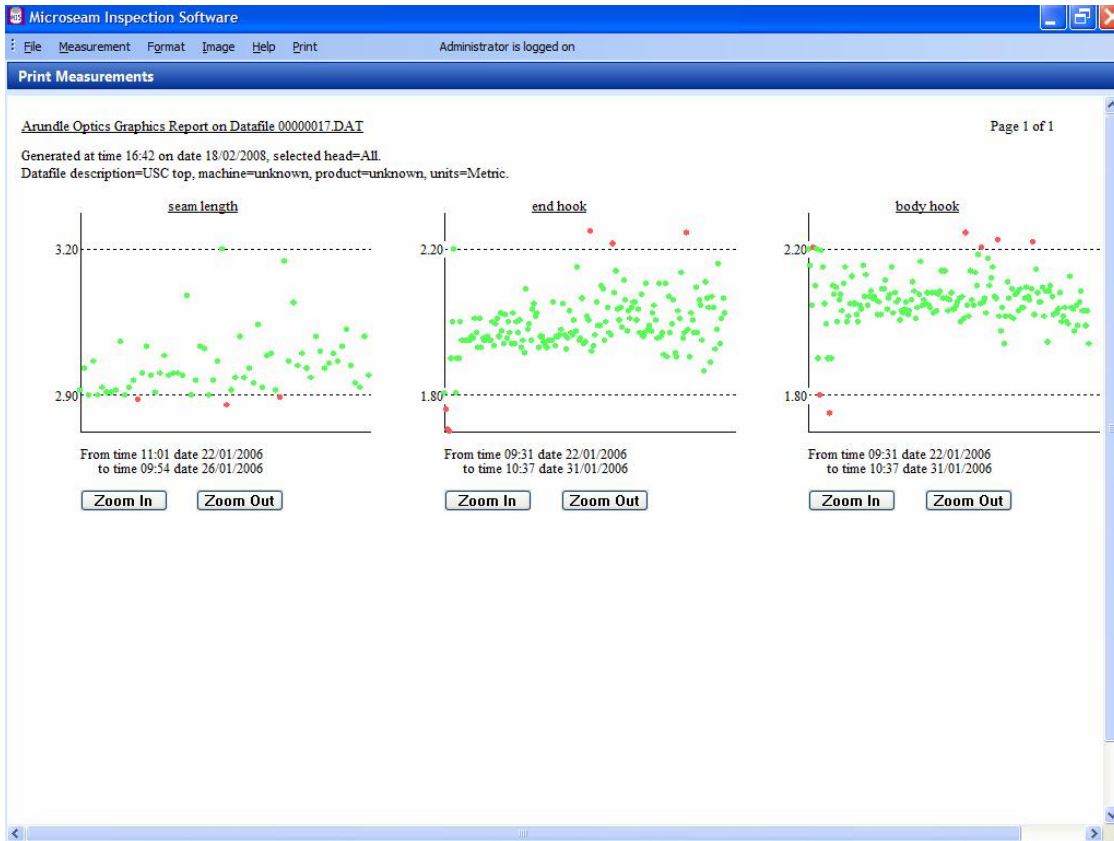 Microseam Inspection Software
File Measurement Format Image Help Print Administrator is logged on
Print Measurements
Arundle Optics Graphics Report on Datafile 00000017.DAT Page 1 of 1
Generated at time 16:42 on date 18/02/2008, selected head=All.
Datafile description=USC top, machine=unknown, product=unknown, units=Metric.
seam length
3.20
2.90
From time 11:01 date 22/01/2006
to time 09:54 date 26/01/2006
Zoom In Zoom Out
end hook
2.20
1.80
From time 09:31 date 22/01/2006
to time 10:37 date 31/01/2006
Zoom In Zoom Out
body hook
2.20
1.80
From time 09:31 date 22/01/2006
to time 10:37 date 31/01/2006
Zoom In Zoom Out